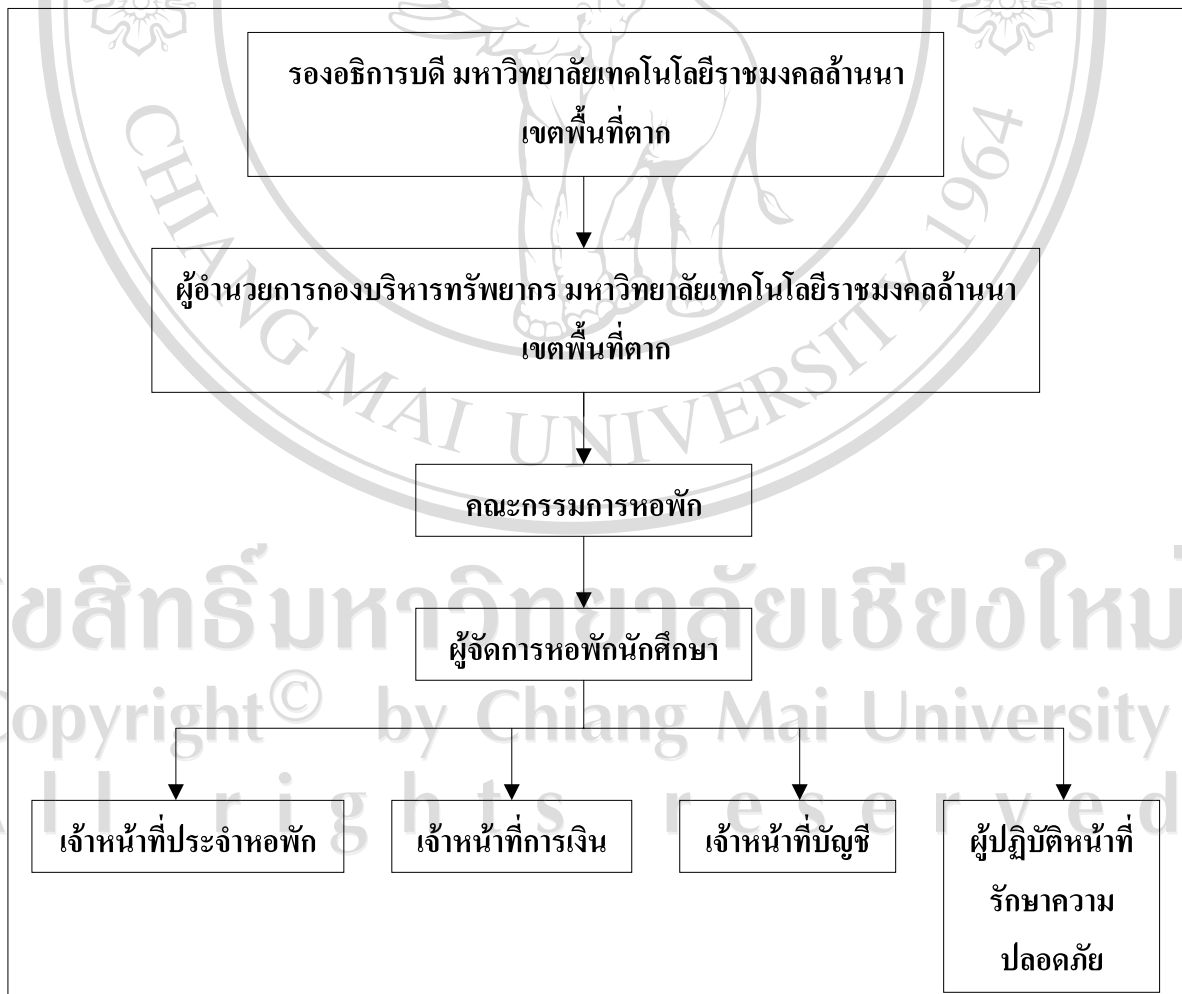 รองอธิการบดี มหาวิทยาลัยเทคโนโลยีราชมงคลล้านนา
เขตพื้นที่ตาก
ผู้อำนวยการกองบริหารทรัพยากร มหาวิทยาลัยเทคโนโลยีราชมงคลล้านนา
เขตพื้นที่ตาก
CHIANG MAI UNIVERSITY 1964
คณะกรรมการหอพัก
ขสิทธิ์มหาวิทยาลัยเชียงใหม่
ผู้จัดการหอพักนักศึกษา
opyright© by Chiang Mai University
ll rights reserved
เจ้าหน้าที่ประจำหอพัก
เจ้าหน้าที่การเงิน
เจ้าหน้าที่บัญชี
ผู้ปฏิบัติหน้าที่
รักษาความ
ปลอดภัย